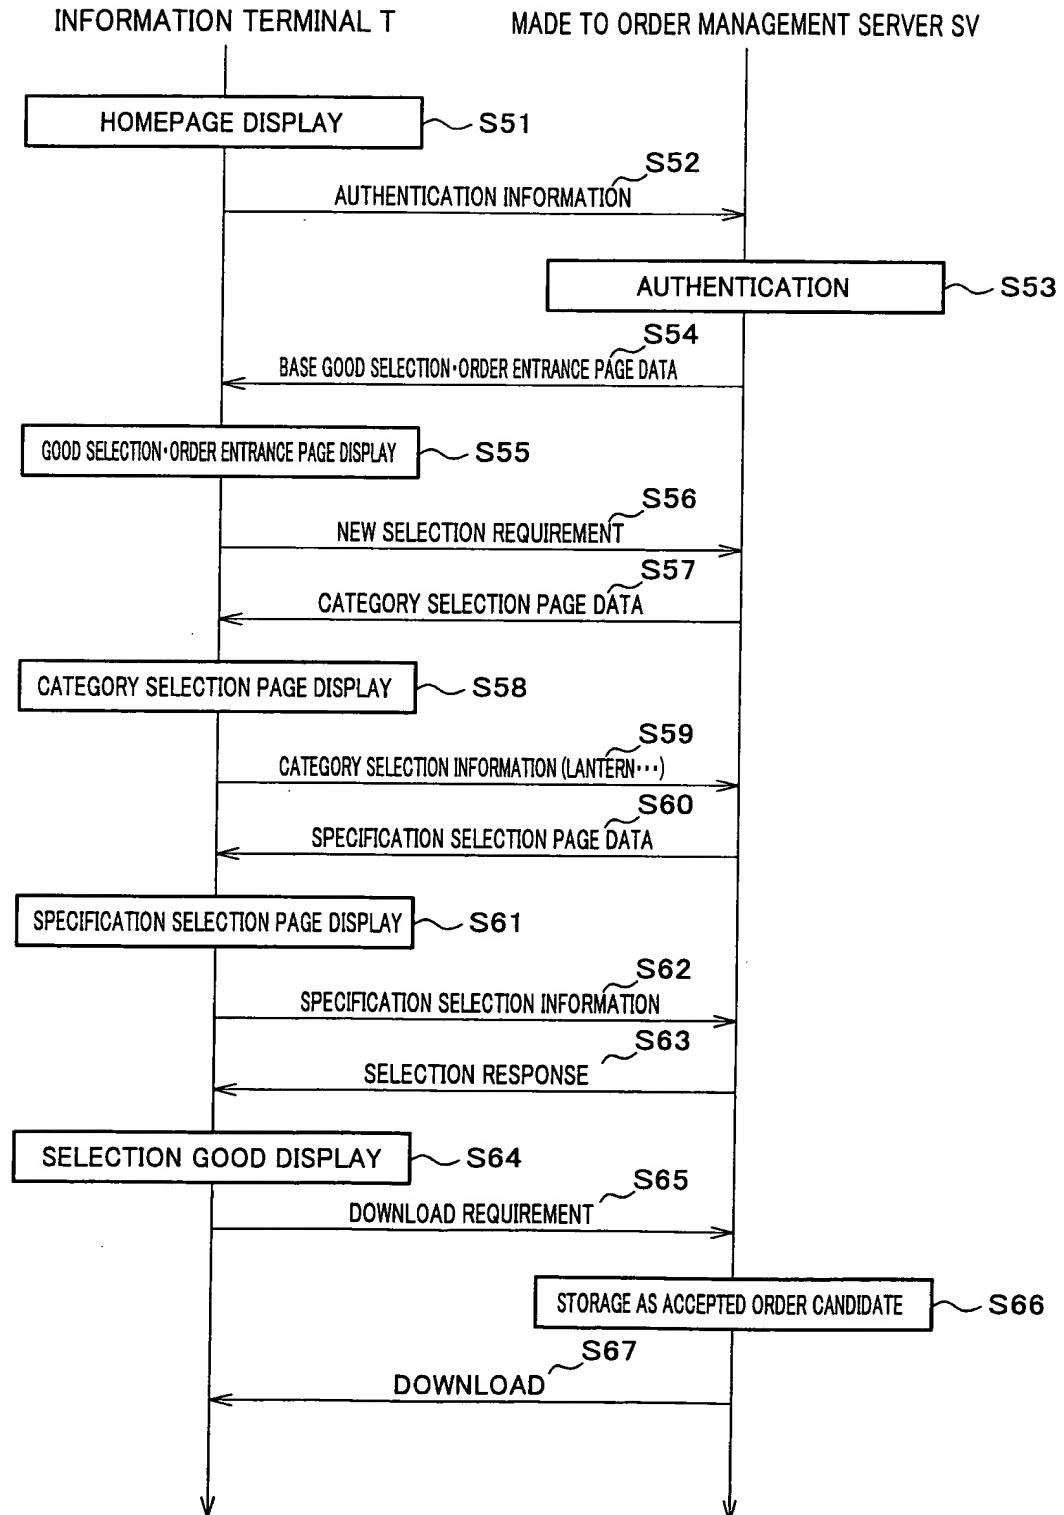 INFORMATION TERMINAL T
MADE TO ORDER MANAGEMENT SERVER SV
HOMEPAGE DISPLAY
S51
S52
AUTHENTICATION INFORMATION
AUTHENTICATION
S53
S54
BASE GOOD SELECTION・ORDER ENTRANCE PAGE DATA
GOOD SELECTION・ORDER ENTRANCE PAGE DISPLAY
S55
S56
NEW SELECTION REQUIREMENT
S57
CATEGORY SELECTION PAGE DATA
CATEGORY SELECTION PAGE DISPLAY
S58
S59
CATEGORY SELECTION INFORMATION (LANTERN・・・)
S60
SPECIFICATION SELECTION PAGE DATA
SPECIFICATION SELECTION PAGE DISPLAY
S61
S62
SPECIFICATION SELECTION INFORMATION
S63
SELECTION RESPONSE
SELECTION GOOD DISPLAY
S64
S65
DOWNLOAD REQUIREMENT
STORAGE AS ACCEPTED ORDER CANDIDATE
S66
S67
DOWNLOAD